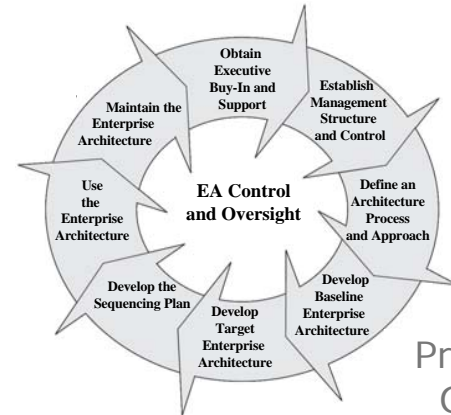 Obtain
Executive
Buy-In and
Support
Establish
Management
Structure
and Control
Define an
Architecture
Process
and Approach
Develop
Baseline
Enterprise
Architecture
Develop
Target
Enterprise
Architecture
Develop the
Sequencing Plan
Use
the
Enterprise
Architecture
Maintain the
Enterprise
Architecture
EA Control
and Oversight